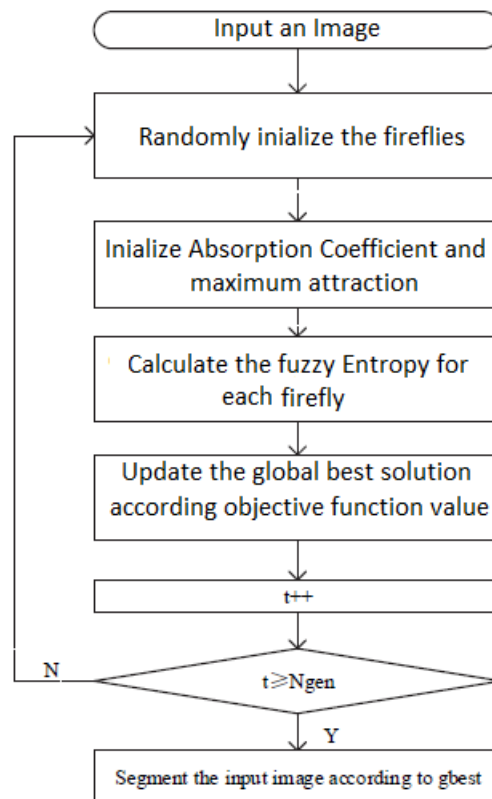 Input an Image
Randomly inialize the fireflies
Inialize Absorption Coefficient and
maximum attraction
Calculate the fuzzy Entropy for
each firefly
Update the global best solution
according objective function value
t++
N
t≥Ngen
Y
Segment the input image according to gbest